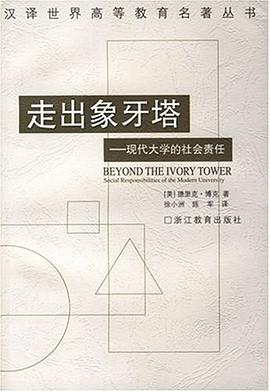 汉译世界高等教育名著丛书
走出象牙塔
——现代大学的社会责任
BEYOND THE IVORY TOWER
Social Responsibilities of the Modern University
[美] 德里克·博克 著
徐小洲 陈 军 译
浙江教育出版社